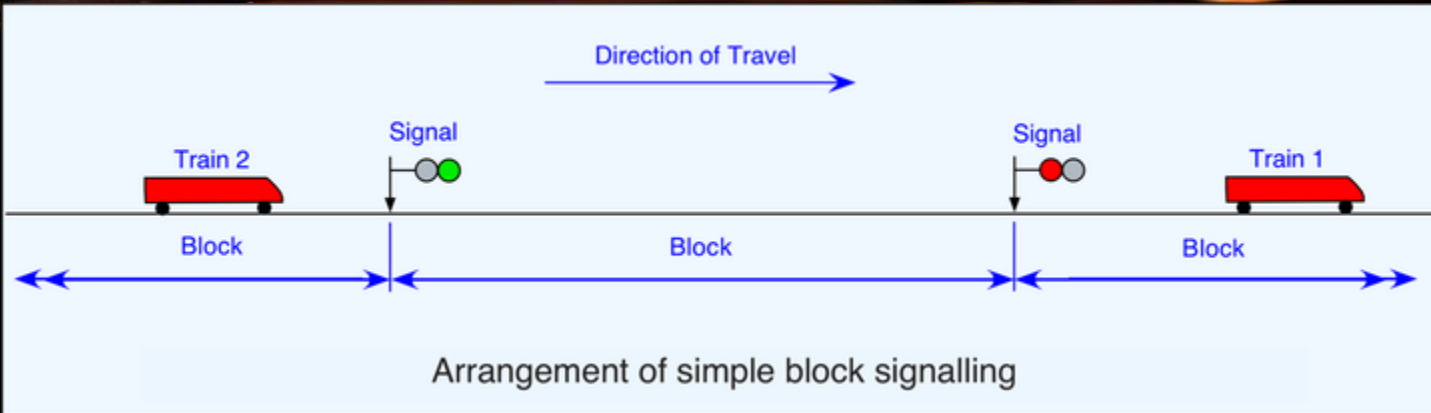 Direction of Travel
Signal
Signal
Train 2
Train 1
Block
Block
Block
Arrangement of simple block signalling